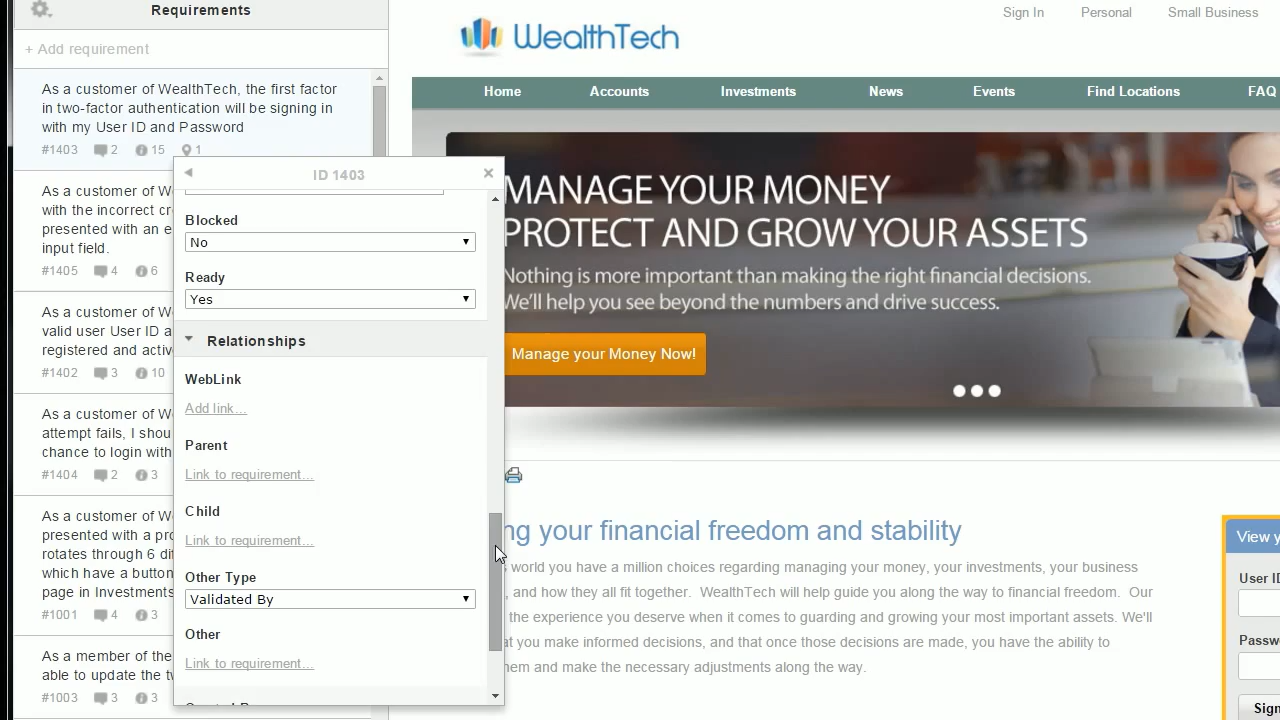 Requirements
+ Add requirement
As a customer of WealthTech, the first factor
in two-factor authentication will be signing in
with my User ID and Password
#1403 2 15 1
As a customer of W
with the incorrect cr
presented with an e
input field.
#1405 4 6
As a customer of W
valid user User ID a
registered and activ
#1402 3 10
As a customer of W
attempt fails, I shou
chance to login with
#1404 2 3
As a customer of W
presented with a pro
rotates through 6 dif
which have a button
page in Investments
#1001 4 3
As a member of the
able to update the tw
#1003 3 3
ID 1403
Blocked
No
Ready
Yes
Relationships
WebLink
Add link...
Parent
Link to requirement...
Child
Link to requirement...
Other Type
Validated By
Other
Link to requirement...
Sign In Personal Small Business
WealthTech
Home Accounts Investments News Events Find Locations FAQ
MANAGE YOUR MONEY
PROTECT AND GROW YOUR ASSETS
Nothing is more important than making the right financial decisions.
We'll help you see beyond the numbers and drive success.
Manage your Money Now!
ng your financial freedom and stability
s world you have a million choices regarding managing your money, your investments, your business
, and how they all fit together. WealthTech will help guide you along the way to financial freedom. Our
the experience you deserve when it comes to guarding and growing your most important assets. We'll
at you make informed decisions, and that once those decisions are made, you have the ability to
hem and make the necessary adjustments along the way.
View y
User ID
Passwo
Sign